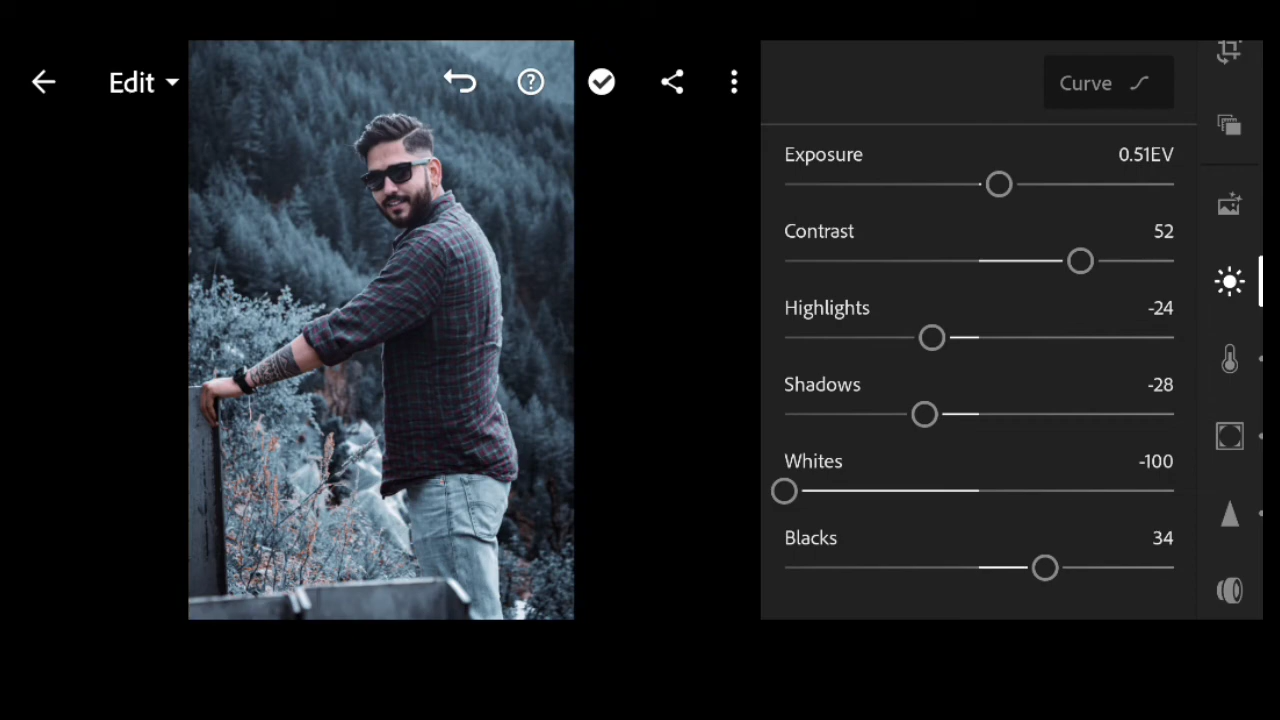 Edit
Curve
Exposure 0.51EV
Contrast 52
Highlights -24
Shadows -28
Whites -100
Blacks 34